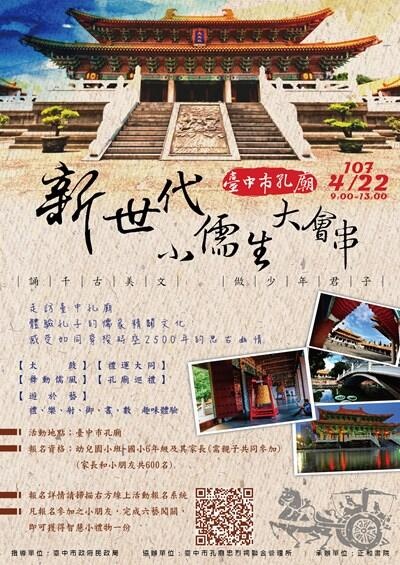 臺中市孔廟
107
4/22
9:00-13:00
新世代
小儒生
大會串
誦千古美文 做少年君子
走訪臺中孔廟
體驗孔子的儒家精髓文化
感受如同穿梭時空2500年的思古幽情
【太鼓】【禮運大同】
【舞動儒風】【孔廟巡禮】
【遊於藝】
禮、樂、射、御、書、數 趣味體驗
活動地點：臺中市孔廟
報名資格：幼兒園小班-國小6年級及其家長(需親子共同參加)
(家長和小朋友共600名)
報名詳情請掃描右方線上活動報名系統
凡報名參加之小朋友，完成六藝闖關，
即可獲得智慧小禮物一份
指導單位：臺中市政府民政局 協辦單位：臺中市孔廟忠烈祠聯合管理所 承辦單位：正和書院